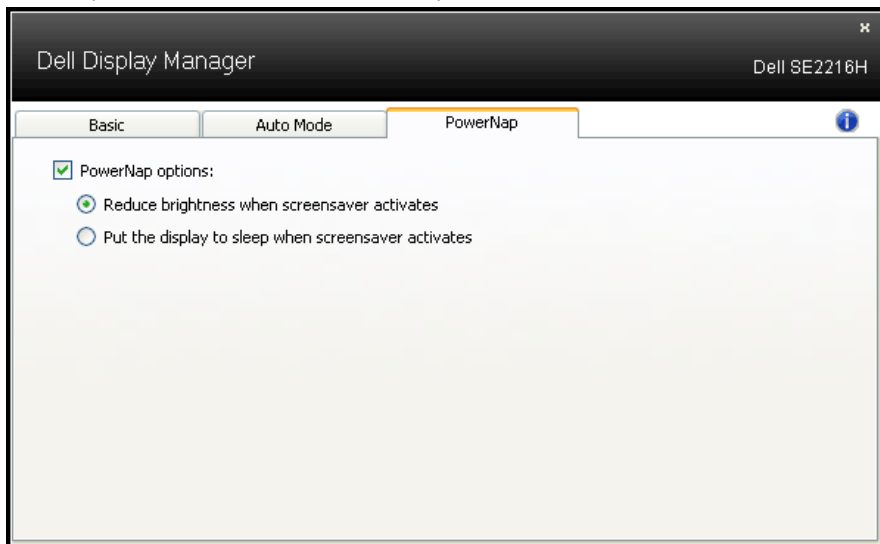 x
Dell Display Manager
Dell SE2216H
Basic
Auto Mode
PowerNap
i
PowerNap options:
Reduce brightness when screensaver activates
Put the display to sleep when screensaver activates